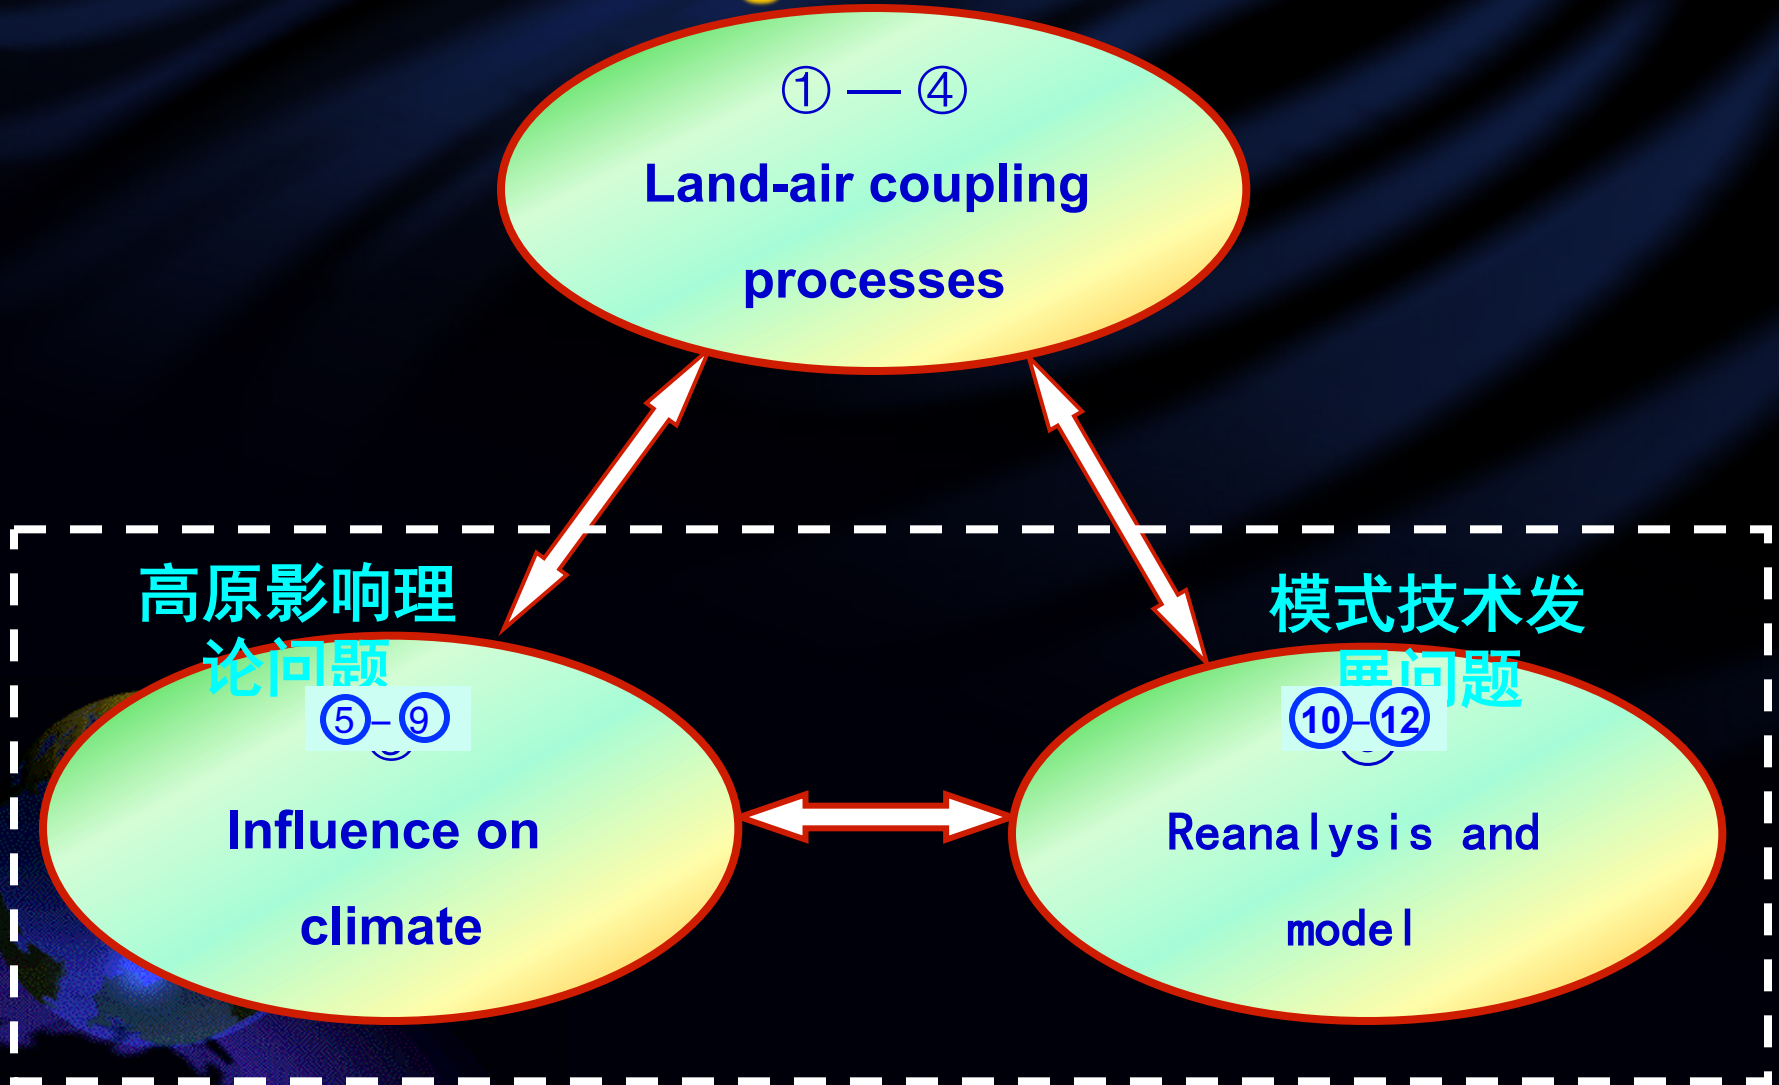 ① — ④
Land-air coupling
processes
高原影响理
论问题
⑤–⑨
Influence on
climate
模式技术发
展问题
⑩–⑫
Reanalysis and
model